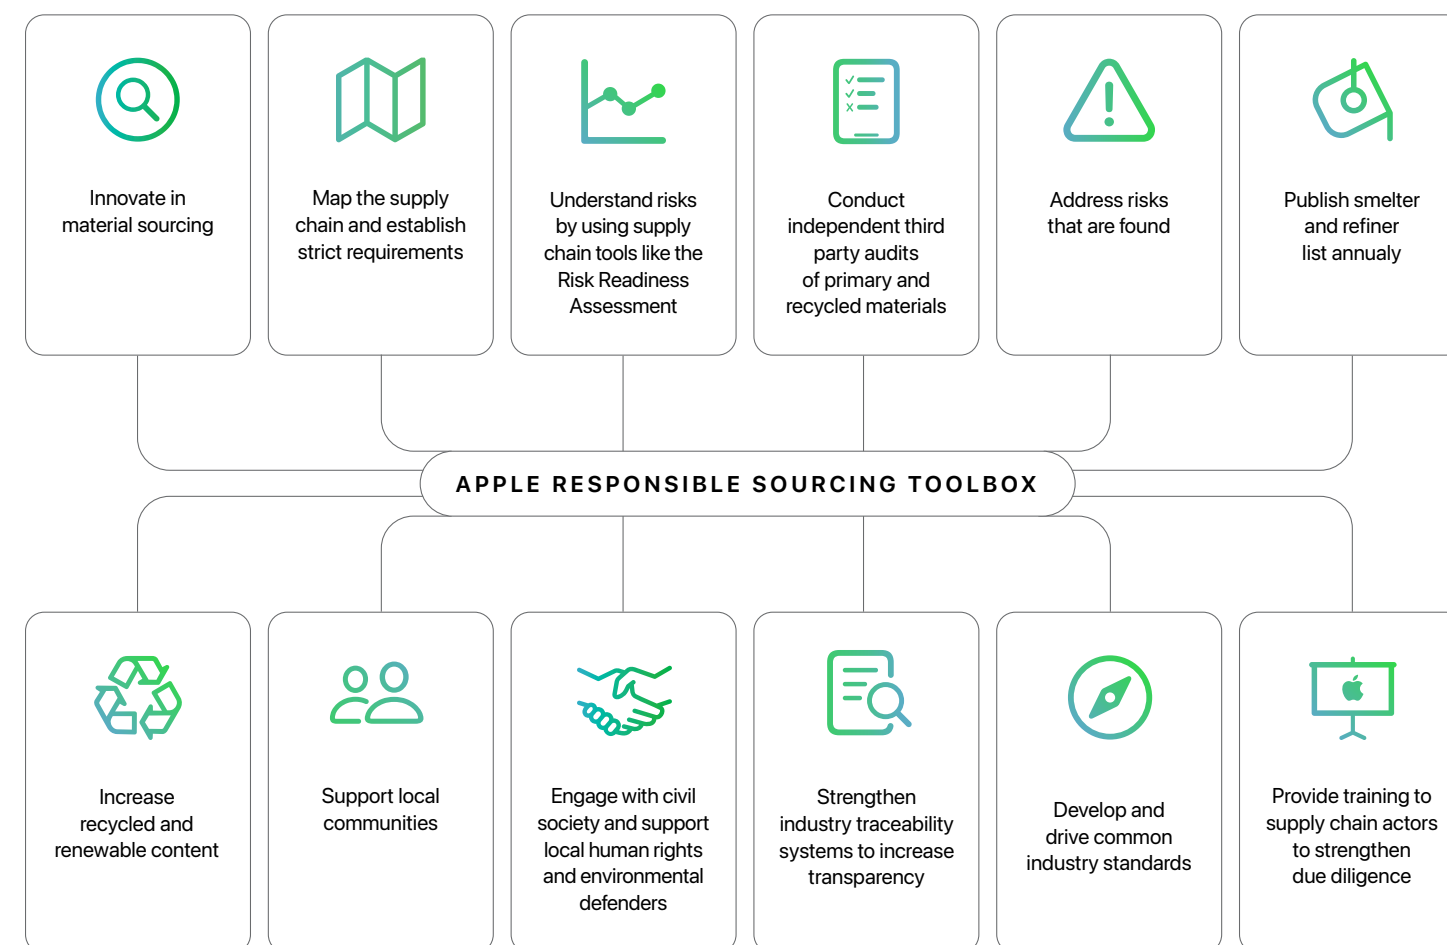 Innovate in
material sourcing
Map the supply
chain and establish
strict requirements
Understand risks
by using supply
chain tools like the
Risk Readiness
Assessment
Conduct
independent third
party audits
of primary and
recycled materials
Address risks
that are found
Publish smelter
and refiner
list annualy
APPLE RESPONSIBLE SOURCING TOOLBOX
Increase
recycled and
renewable content
Support local
communities
Engage with civil
society and support
local human rights
and environmental
defenders
Strengthen
industry traceability
systems to increase
transparency
Develop and
drive common
industry standards
Provide training to
supply chain actors
to strengthen
due diligence